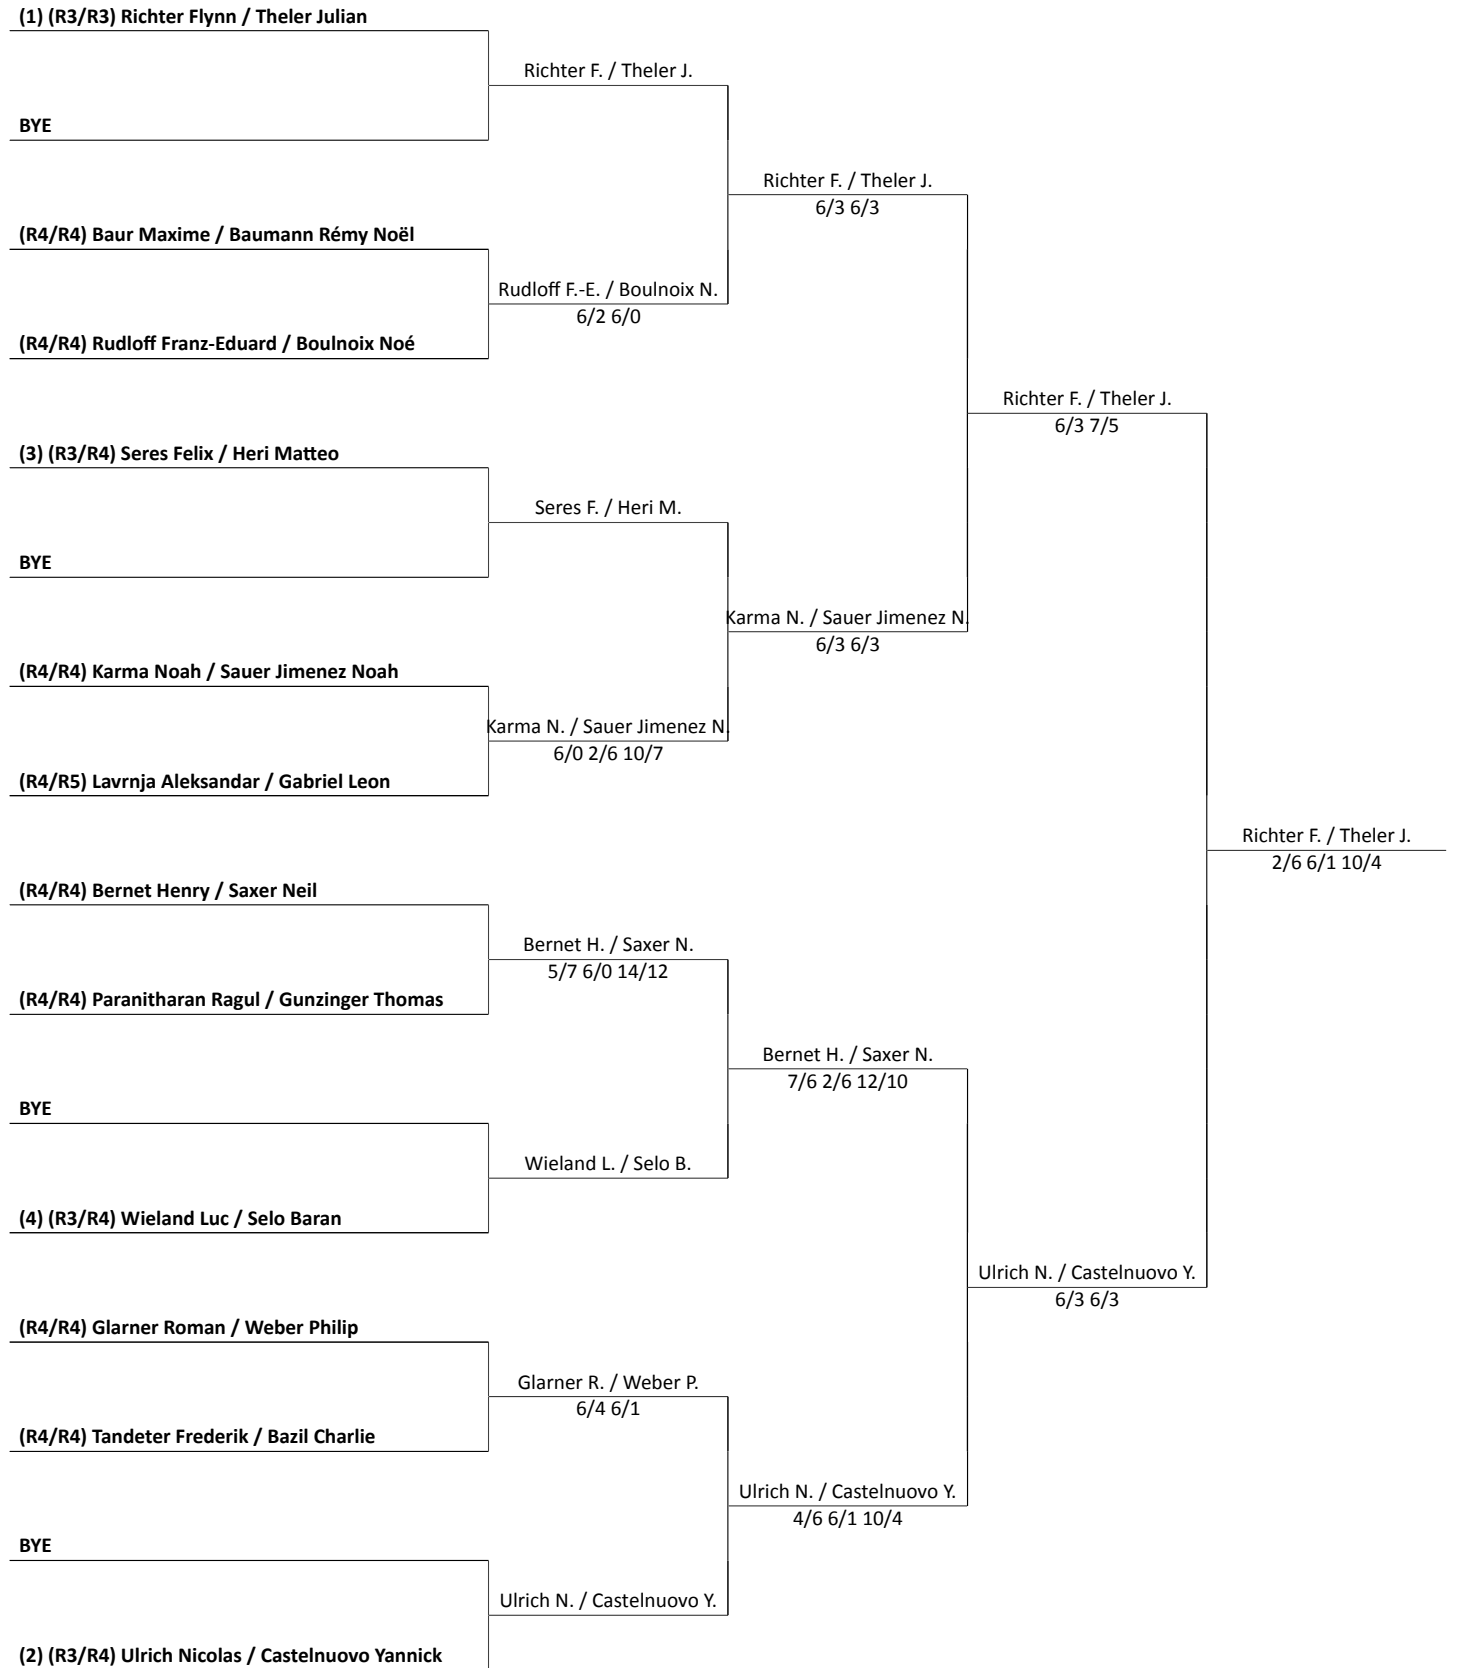 (1) (R3/R3) Richter Flynn / Theler Julian
Richter F. / Theler J.
BYE
Richter F. / Theler J.
6/3 6/3
(R4/R4) Baur Maxime / Baumann Rémy Noël
Rudloff F.-E. / Boulnoix N.
6/2 6/0
(R4/R4) Rudloff Franz-Eduard / Boulnoix Noé
Richter F. / Theler J.
6/3 7/5
(3) (R3/R4) Seres Felix / Heri Matteo
Seres F. / Heri M.
BYE
Karma N. / Sauer Jimenez N.
6/3 6/3
(R4/R4) Karma Noah / Sauer Jimenez Noah
Karma N. / Sauer Jimenez N.
6/0 2/6 10/7
(R4/R5) Lavrnja Aleksandar / Gabriel Leon
Richter F. / Theler J.
2/6 6/1 10/4
(R4/R4) Bernet Henry / Saxer Neil
Bernet H. / Saxer N.
5/7 6/0 14/12
(R4/R4) Paranitharan Ragul / Gunzinger Thomas
Bernet H. / Saxer N.
7/6 2/6 12/10
BYE
Wieland L. / Selo B.
(4) (R3/R4) Wieland Luc / Selo Baran
Ulrich N. / Castelnuovo Y.
6/3 6/3
(R4/R4) Glarner Roman / Weber Philip
Glarner R. / Weber P.
6/4 6/1
(R4/R4) Tandeter Frederik / Bazil Charlie
Ulrich N. / Castelnuovo Y.
4/6 6/1 10/4
BYE
Ulrich N. / Castelnuovo Y.
(2) (R3/R4) Ulrich Nicolas / Castelnuovo Yannick